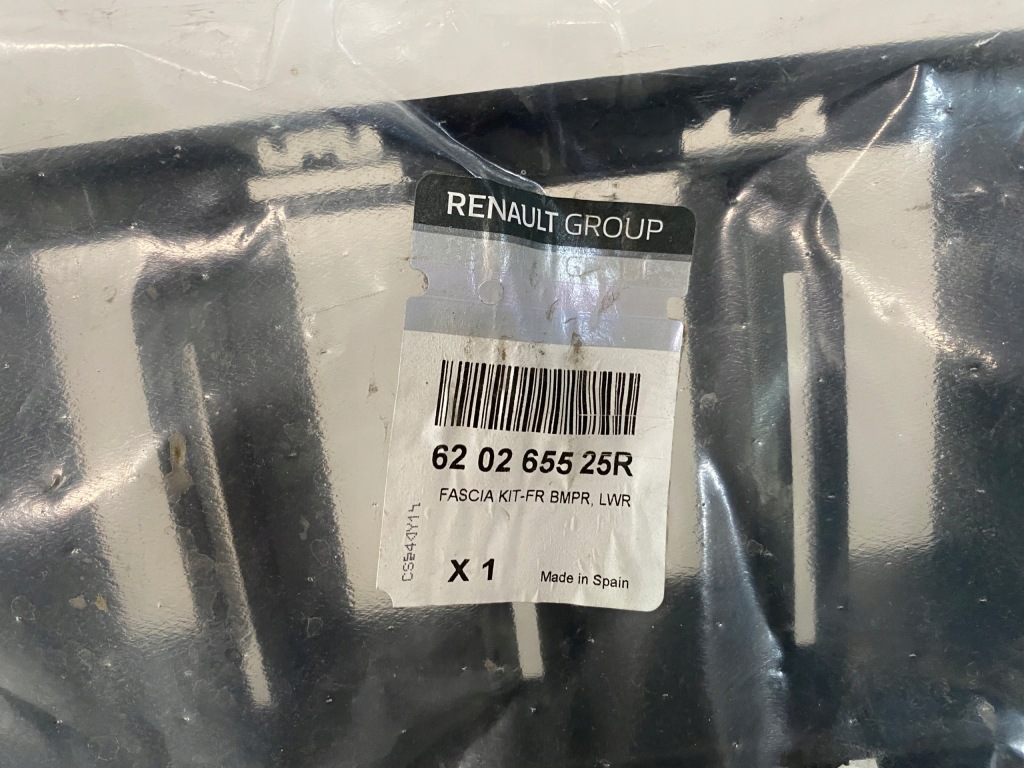 RENAULT GROUP
62 02 655 25R
FASCIA KIT-FR BMPR, LWR
X 1
Made in Spain